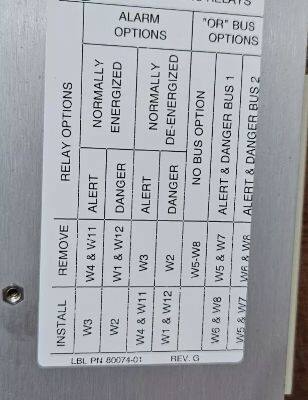 RELAYS
ALARM
OPTIONS
"OR" BUS
OPTIONS
RELAY OPTIONS
NORMALLY
ENERGIZED
NORMALLY
DE-ENERGIZED
NO BUS OPTION
ALERT & DANGER BUS 1
ALERT & DANGER BUS 2
ALERT
DANGER
ALERT
DANGER
REMOVE
W4 & W11
W1 & W12
W3
W2
W5-W8
W5 & W7
W6 & W8
INSTALL
W3
W2
W4 & W11
W1 & W12
W6 & W8
W5 & W7
LBL PN 80074-01 REV. G